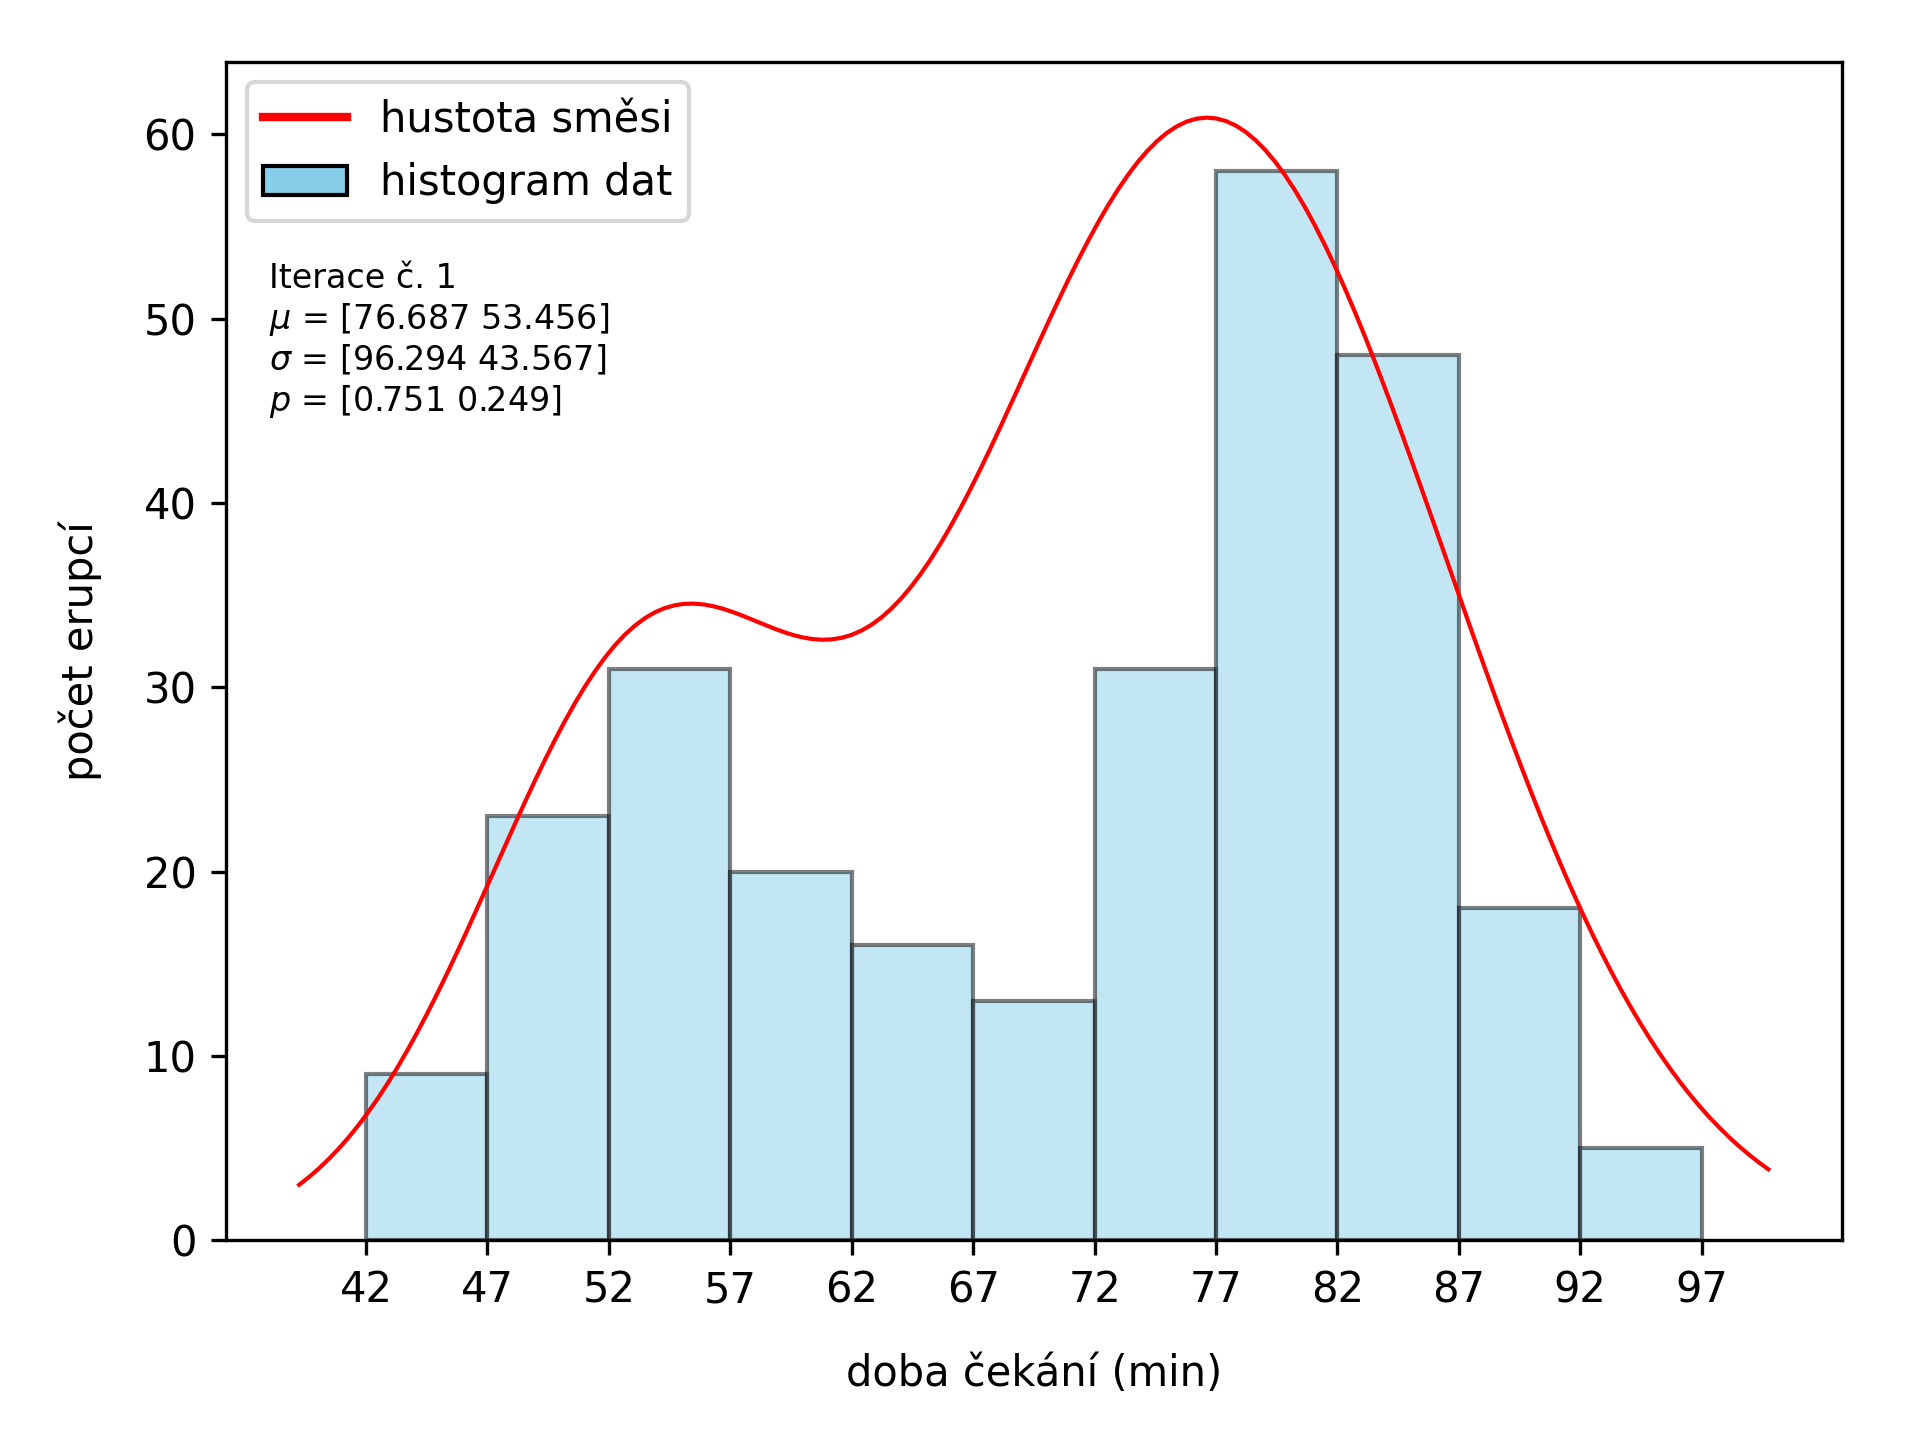 hustota směsi
histogram dat
Iterace č. 1
μ = [76.687 53.456]
σ = [96.294 43.567]
p = [0.751 0.249]
60
50
40
30
20
10
0
počet erupcí
42 47 52 57 62 67 72 77 82 87 92 97
doba čekání (min)